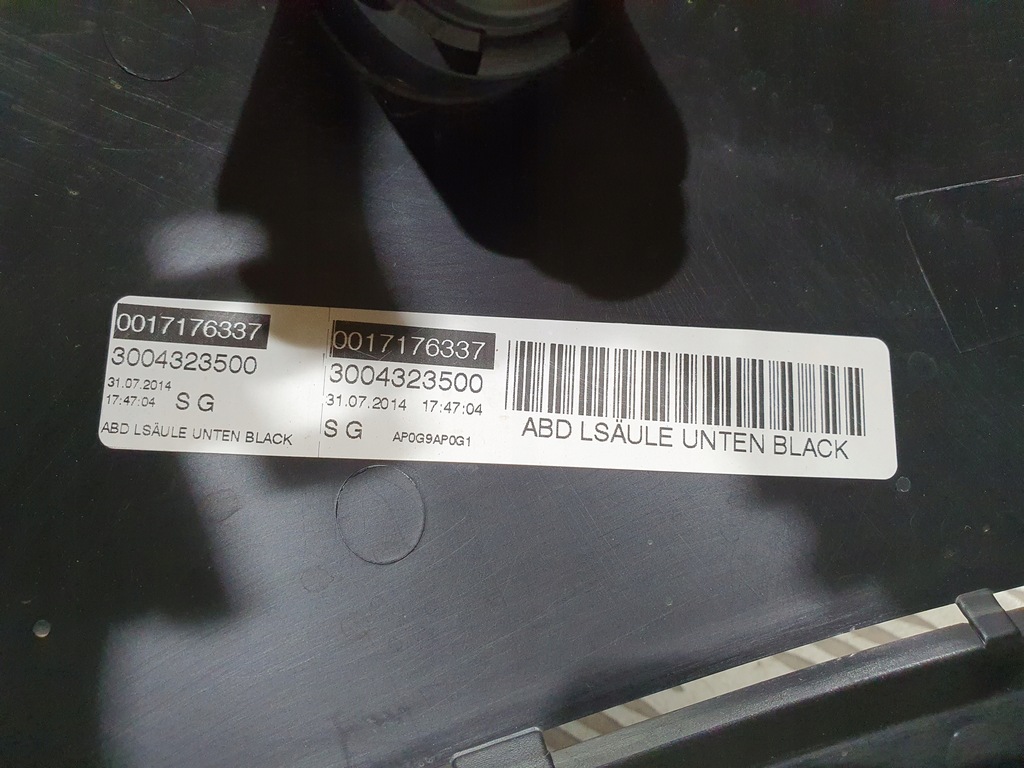 0017176337
3004323500
31.07.2014
17:47:04 S G
ABD LSÄULE UNTEN BLACK
0017176337
3004323500
31.07.2014 17:47:04
S G AP0G9AP0G1
ABD LSÄULE UNTEN BLACK